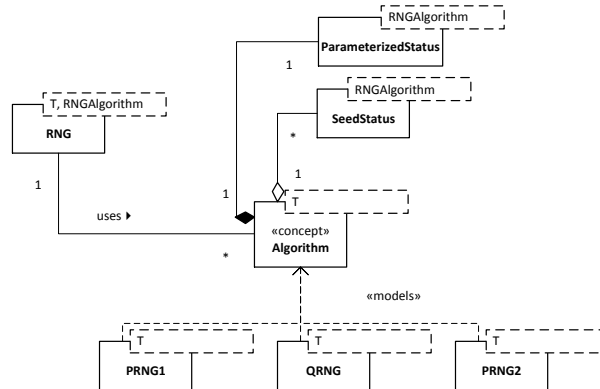 RNGAlgorithm
ParameterizedStatus
1
RNGAlgorithm
T, RNGAlgorithm
SeedStatus
RNG
*
1
1
1
T
uses
«concept»
Algorithm
*
«models»
T
T
T
PRNG1
QRNG
PRNG2